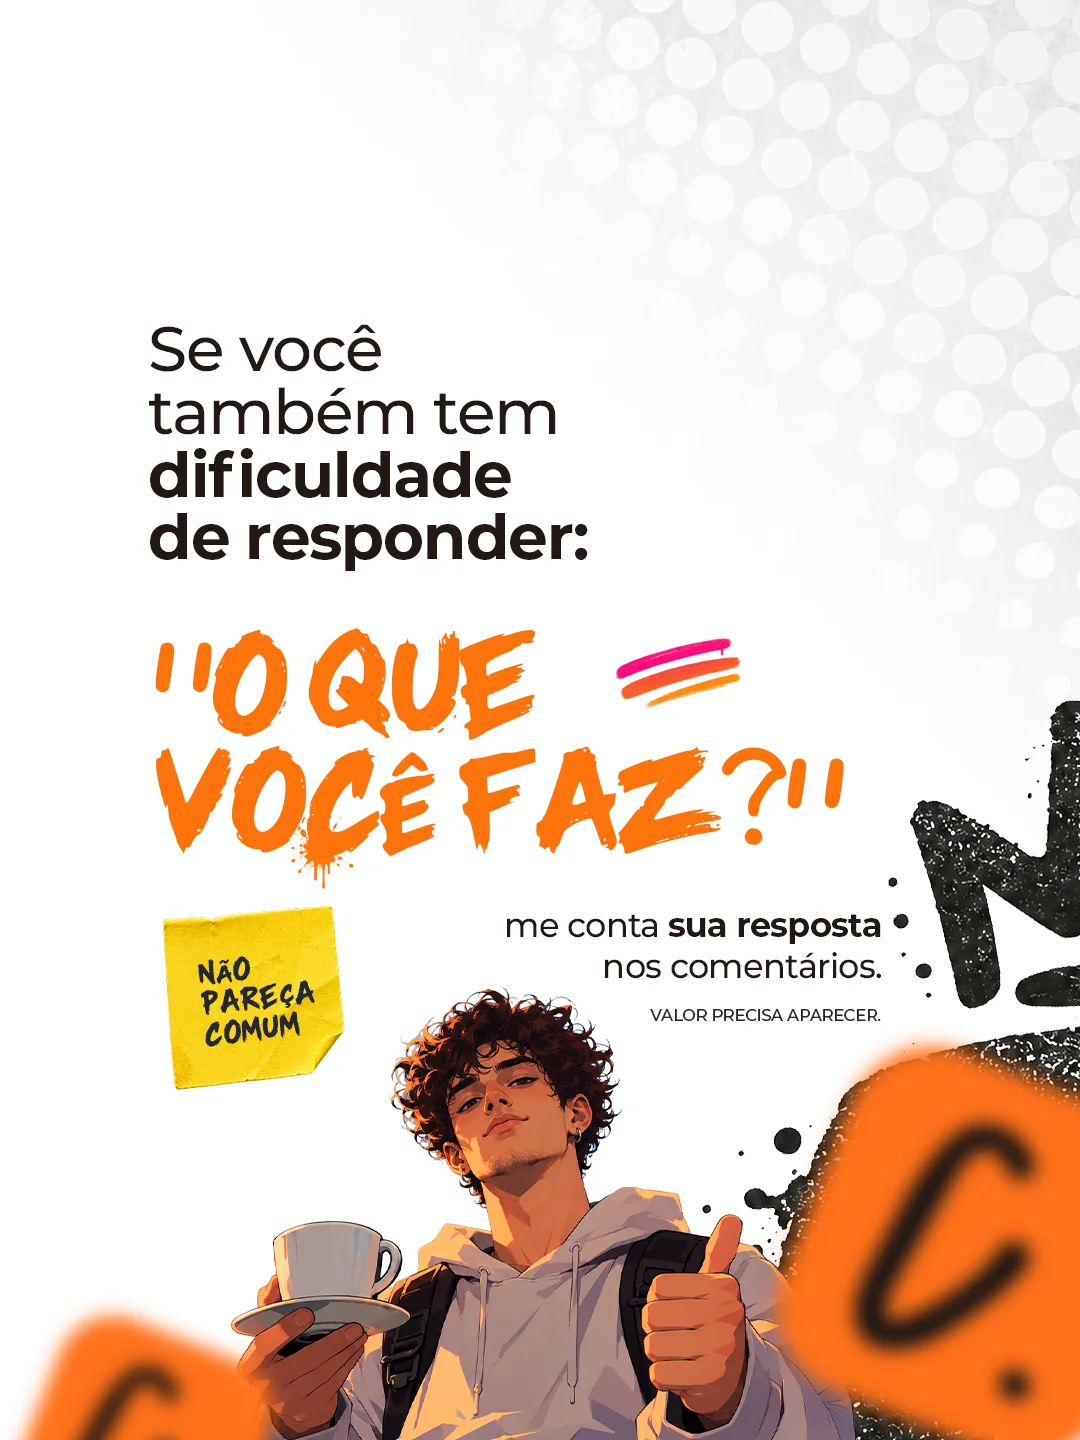 Se você
também tem
dificuldade
de responder:
"O QUE
VOCÊ FAZ?"
me conta sua resposta
nos comentários.
VALOR PRECISA APARECER.
NÃO
PAREÇA
COMUM
C.